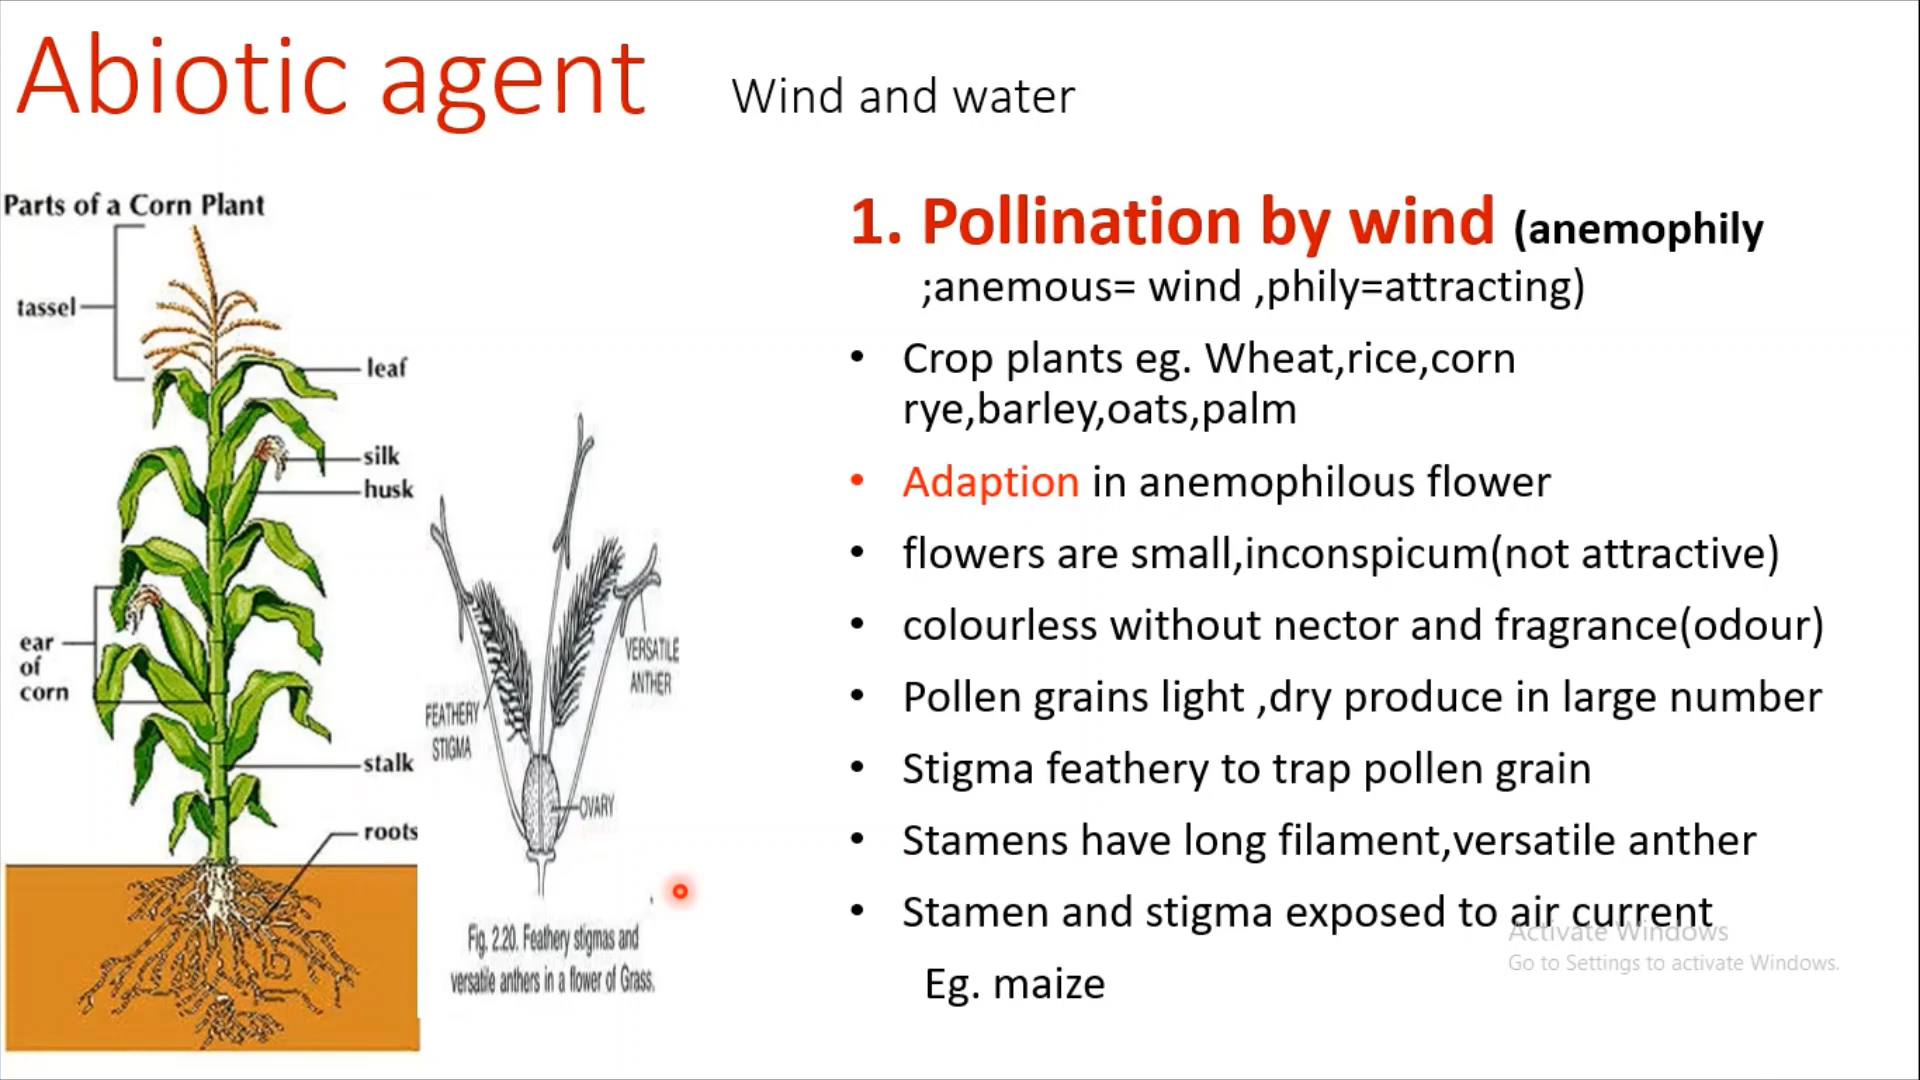 Abiotic agent Wind and water
Parts of a Corn Plant
tassel
leaf
silk
husk
ear
of
corn
stalk
roots
FEATHERY
STIGMA
VERSATILE
ANTHER
OVARY
Fig. 2.20. Feathery stigmas and
versatile anthers in a flower of Grass.
1. Pollination by wind (anemophily
;anemous= wind ,phily=attracting)
• Crop plants eg. Wheat,rice,corn
rye,barley,oats,palm
• Adaption in anemophilous flower
• flowers are small,inconspicum(not attractive)
• colourless without nector and fragrance(odour)
• Pollen grains light ,dry produce in large number
• Stigma feathery to trap pollen grain
• Stamens have long filament,versatile anther
• Stamen and stigma exposed to air current
Eg. maize
Activate Windows
Go to Settings to activate Windows.